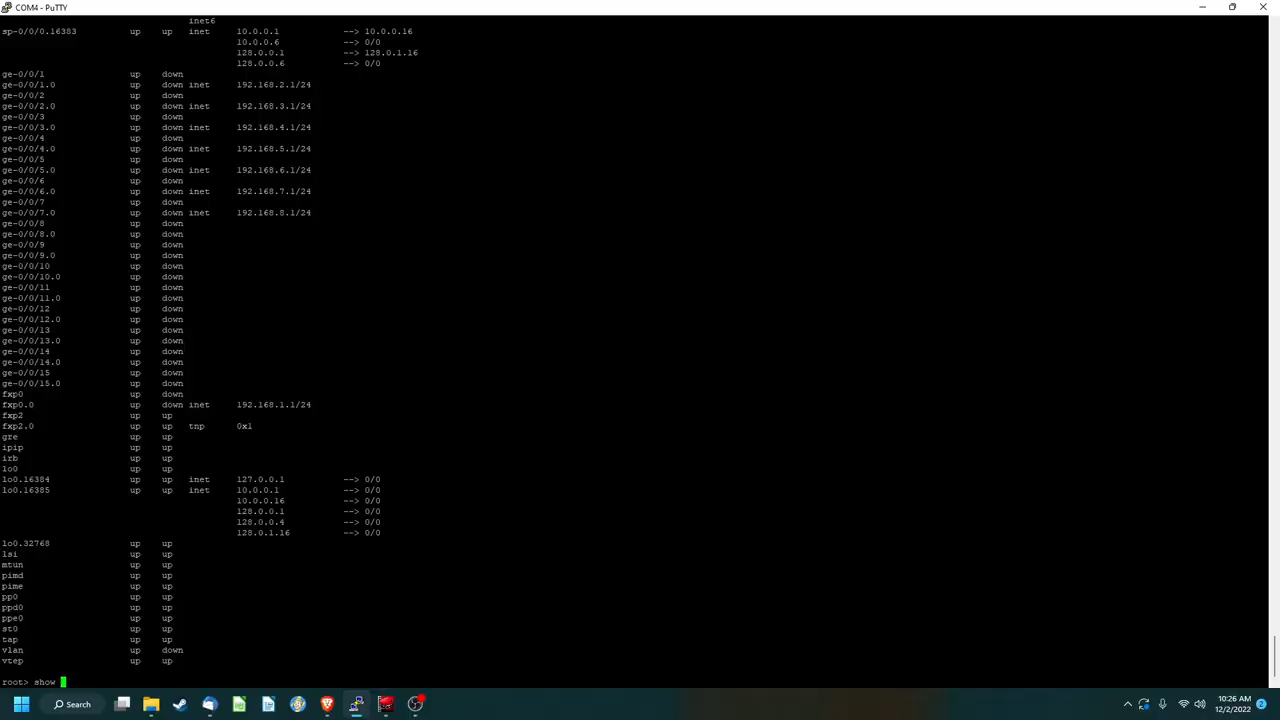 COM4 - PuTTY
inet6
sp-0/0/0.16383 up up inet 10.0.0.1 --> 10.0.0.16
10.0.0.6 --> 0/0
128.0.0.1 --> 128.0.1.16
128.0.0.6 --> 0/0
ge-0/0/1 up down
ge-0/0/1.0 up down inet 192.168.2.1/24
ge-0/0/2 up down
ge-0/0/2.0 up down inet 192.168.3.1/24
ge-0/0/3 up down
ge-0/0/3.0 up down inet 192.168.4.1/24
ge-0/0/4 up down
ge-0/0/4.0 up down inet 192.168.5.1/24
ge-0/0/5 up down
ge-0/0/5.0 up down inet 192.168.6.1/24
ge-0/0/6 up down
ge-0/0/6.0 up down inet 192.168.7.1/24
ge-0/0/7 up down
ge-0/0/7.0 up down inet 192.168.8.1/24
ge-0/0/8 up down
ge-0/0/8.0 up down
ge-0/0/9 up down
ge-0/0/9.0 up down
ge-0/0/10 up down
ge-0/0/10.0 up down
ge-0/0/11 up down
ge-0/0/11.0 up down
ge-0/0/12 up down
ge-0/0/12.0 up down
ge-0/0/13 up down
ge-0/0/13.0 up down
ge-0/0/14 up down
ge-0/0/14.0 up down
ge-0/0/15 up down
ge-0/0/15.0 up down
fxp0 up down
fxp0.0 up down inet 192.168.1.1/24
fxp2 up up
fxp2.0 up up tnp 0x1
gre up up
ipip up up
irb up up
lo0 up up
lo0.16384 up up inet 127.0.0.1 --> 0/0
lo0.16385 up up inet 10.0.0.1 --> 0/0
10.0.0.16 --> 0/0
128.0.0.1 --> 0/0
128.0.0.4 --> 0/0
128.0.1.16 --> 0/0
lo0.32768 up up
lsi up up
mtun up up
pimd up up
pime up up
pp0 up up
ppd0 up up
ppe0 up up
st0 up up
tap up up
vlan up down
vtep up up
root> show
Search
10:26 AM
12/2/2022
2